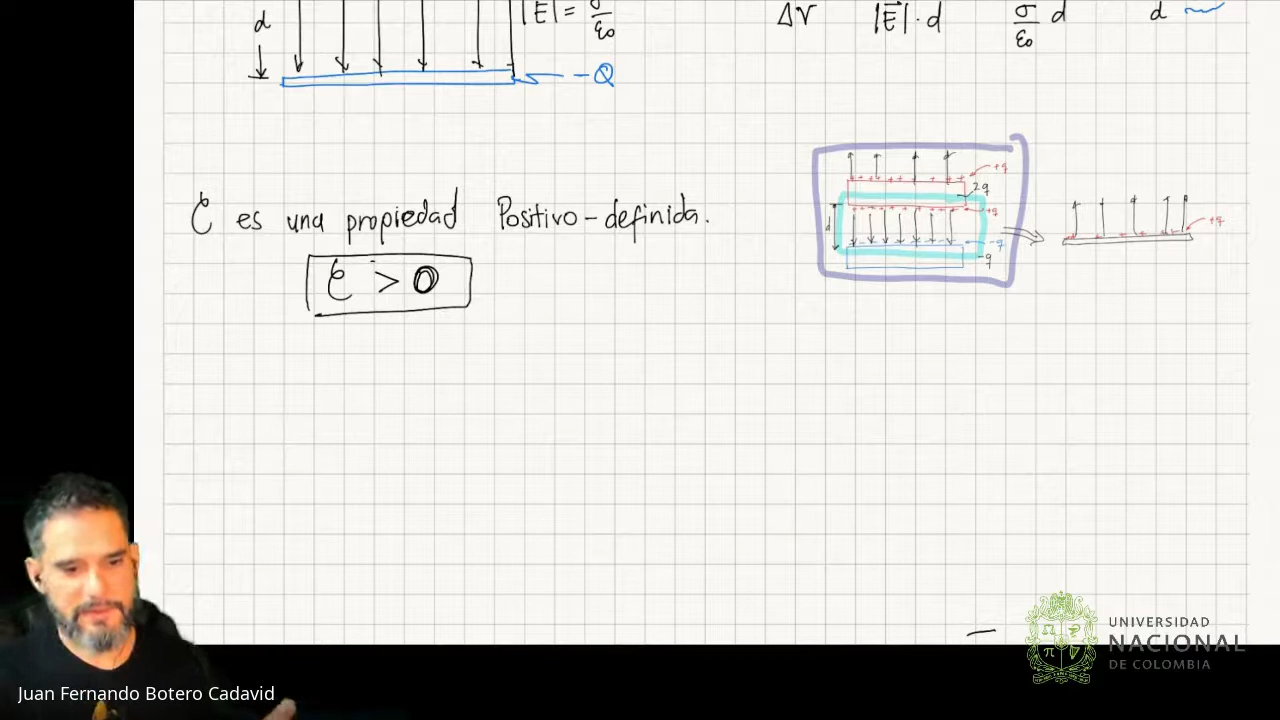 d
|E| = σ/ε₀
ΔV |E|·d σ/ε₀ d d
-Q
C es una propiedad Positivo-definida.
C > 0
+q
2q
+q
d
-q
-q
+q
UNIVERSIDAD
NACIONAL
DE COLOMBIA
Juan Fernando Botero Cadavid